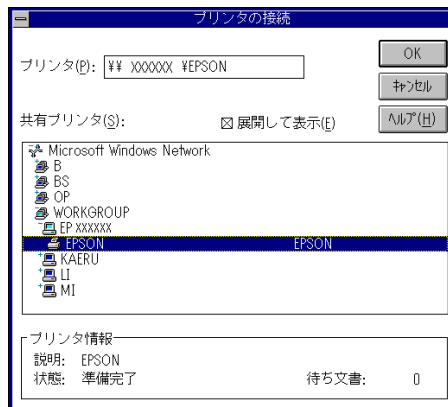 プリンタの接続
プリンタ(P): ¥¥ XXXXXX ¥EPSON
OK
キャンセル
ヘルプ(H)
共有プリンタ(S):
展開して表示(E)
Microsoft Windows Network
B
BS
OP
WORKGROUP
EP XXXXXX
EPSON EPSON
KAERU
LI
MI
プリンタ情報
説明: EPSON
状態: 準備完了 待ち文書: 0